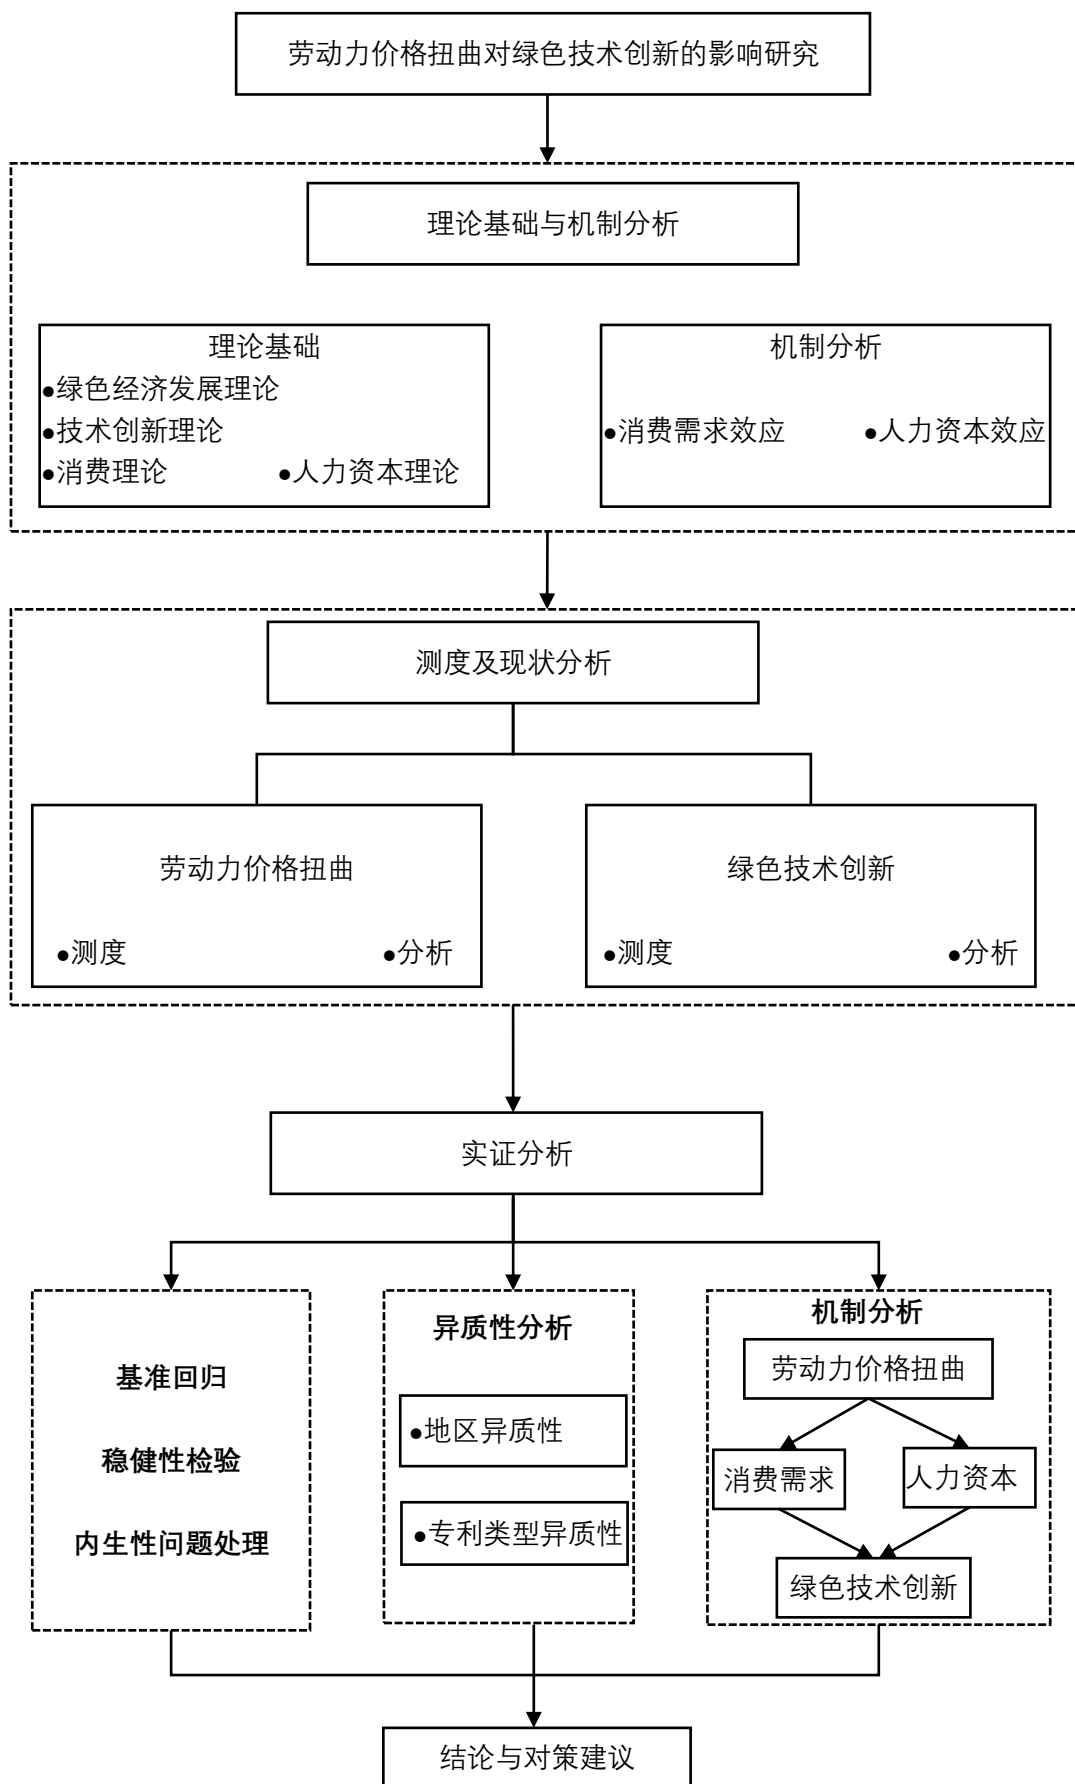 劳动力价格扭曲对绿色技术创新的影响研究
理论基础与机制分析
理论基础
●绿色经济发展理论
●技术创新理论
●消费理论 ●人力资本理论
机制分析
●消费需求效应 ●人力资本效应
测度及现状分析
劳动力价格扭曲
●测度 ●分析
绿色技术创新
●测度 ●分析
实证分析
基准回归
稳健性检验
内生性问题处理
异质性分析
●地区异质性
●专利类型异质性
机制分析
劳动力价格扭曲
消费需求 人力资本
绿色技术创新
结论与对策建议